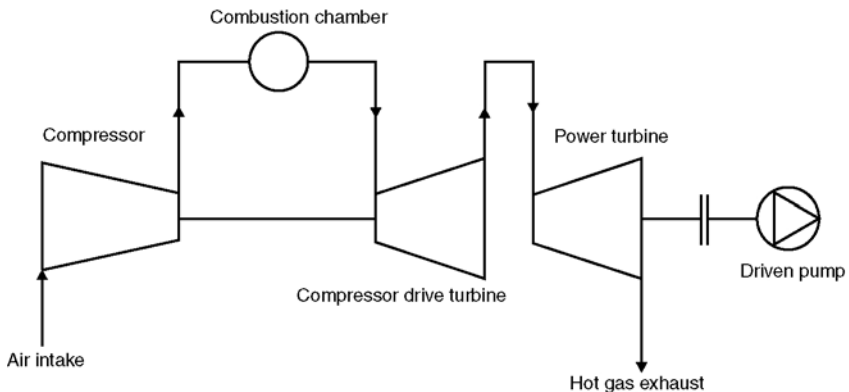 Combustion chamber
Compressor
Power turbine
Compressor drive turbine
Driven pump
Air intake
Hot gas exhaust